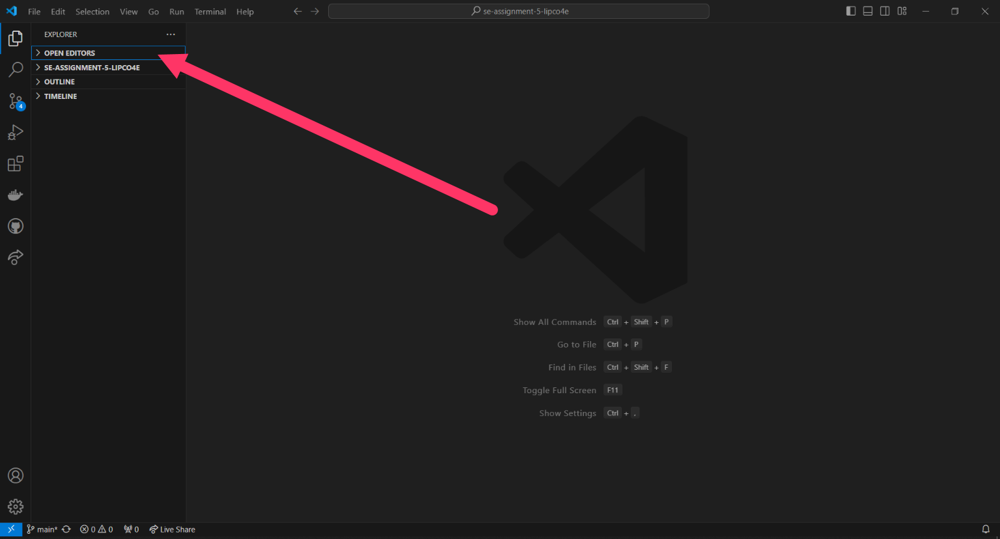 File Edit Selection View Go Run Terminal Help se-assignment-5-lipco4e
EXPLORER ...
OPEN EDITORS
SE-ASSIGNMENT-5-LIPCO4E
OUTLINE
4
TIMELINE
Show All Commands Ctrl + Shift + P
Go to File Ctrl + P
Find in Files Ctrl + Shift + F
Toggle Full Screen F11
Show Settings Ctrl + .
main* 0 0 0 Live Share